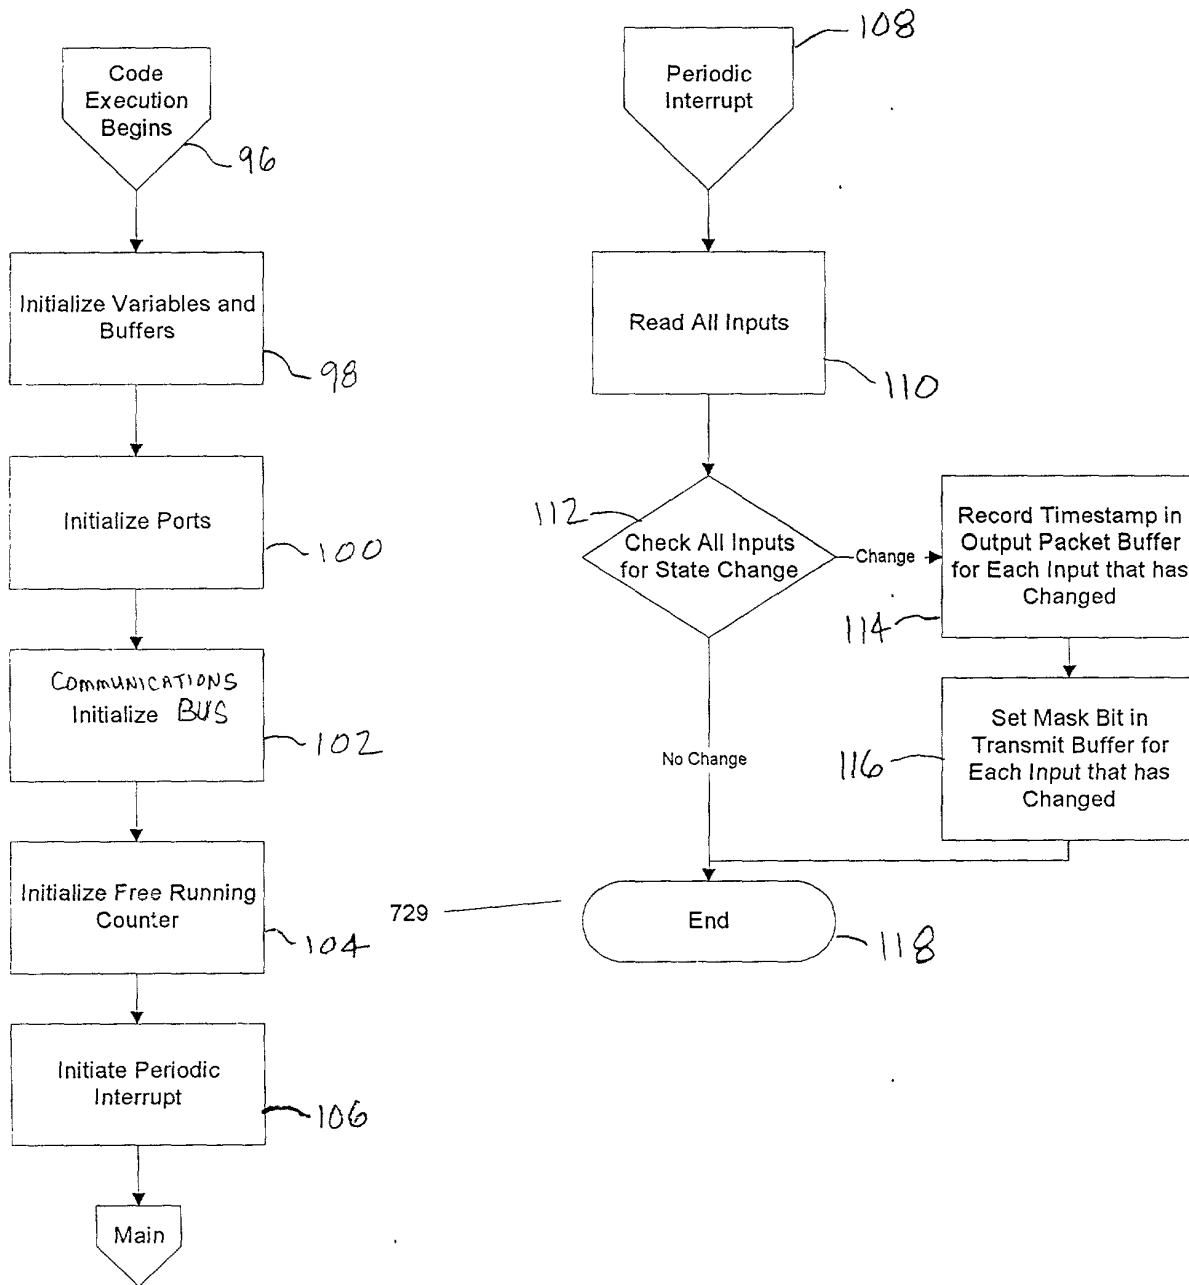 Code
Execution
Begins
96
Initialize Variables and
Buffers
98
Initialize Ports
100
COMMUNICATIONS
Initialize BUS
102
Initialize Free Running
Counter
104
Initiate Periodic
Interrupt
106
Main
108
Periodic
Interrupt
Read All Inputs
110
112
Check All Inputs
for State Change
Change
Record Timestamp in
Output Packet Buffer
for Each Input that has
Changed
114
No Change
Set Mask Bit in
Transmit Buffer for
Each Input that has
Changed
116
729
End
118